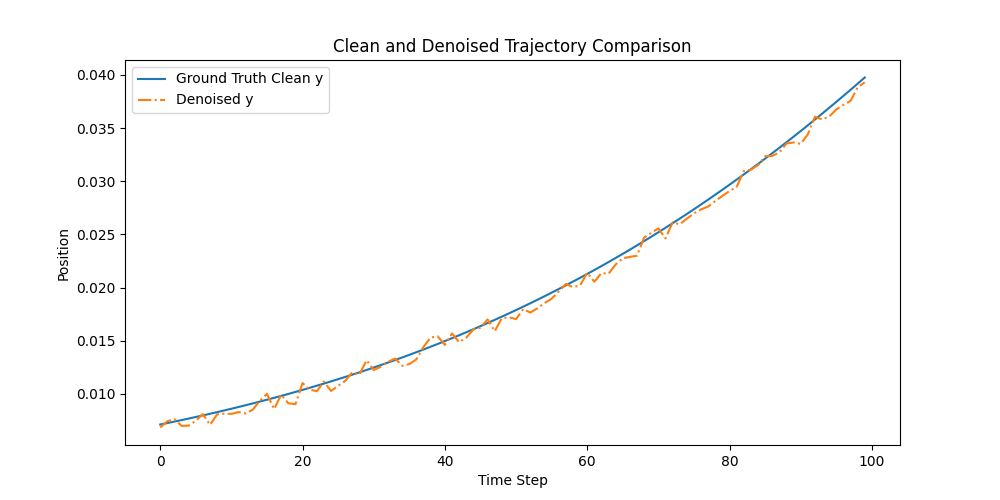 Clean and Denoised Trajectory Comparison
Ground Truth Clean y
Denoised y
Position
0.040
0.035
0.030
0.025
0.020
0.015
0.010
0
20
40
60
80
100
Time Step